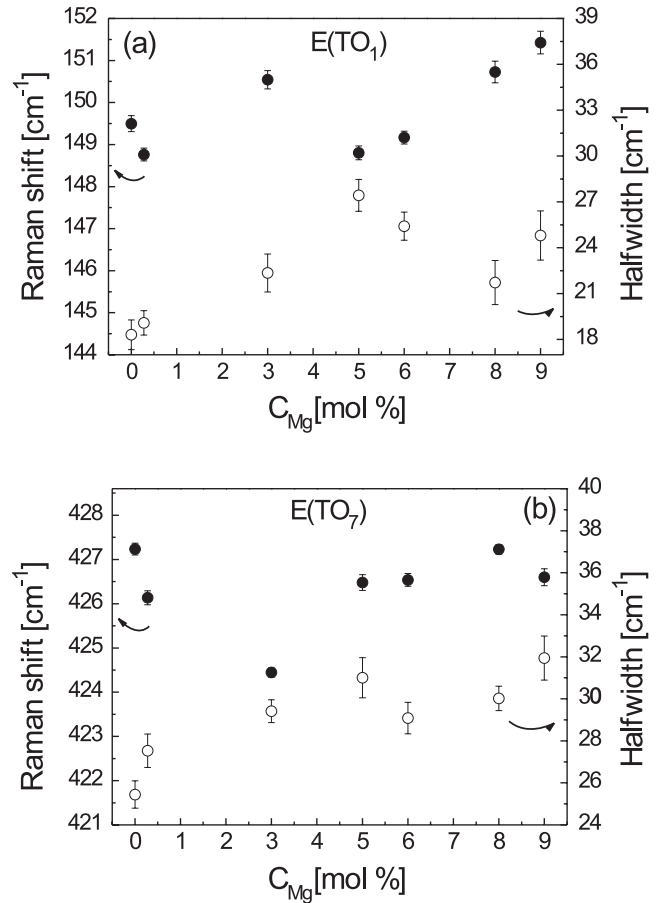 (a)
E(TO₁)
Raman shift [cm⁻¹]
152
151
150
149
148
147
146
145
144
39
36
33
30
27
24
21
18
Halfwidth [cm⁻¹]
0 1 2 3 4 5 6 7 8 9
C_Mg[mol %]
E(TO₇)
(b)
Raman shift [cm⁻¹]
428
427
426
425
424
423
422
421
40
38
36
34
32
30
28
26
24
Halfwidth [cm⁻¹]
0 1 2 3 4 5 6 7 8 9
C_Mg[mol %]